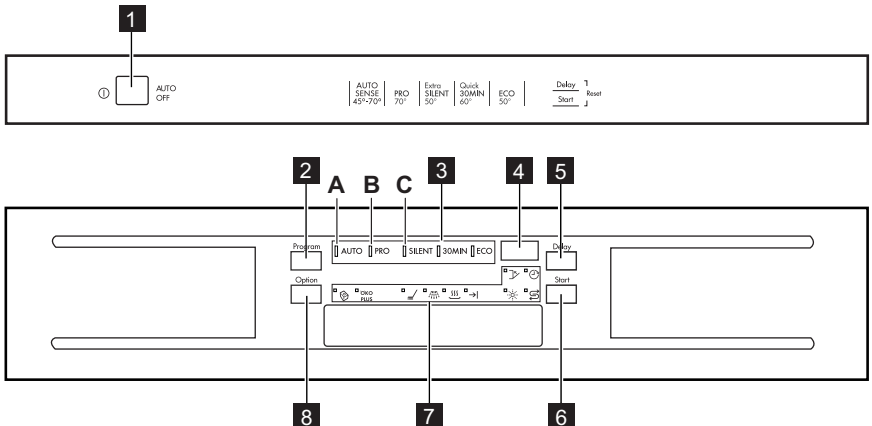 1
AUTO
OFF
AUTO
SENSE
45°-70°
PRO
70°
Extra
SILENT
50°
Quick
30MIN
60°
ECO
50°
Delay
Start
Reset
2
A
B
C
3
4
5
Program
AUTO
PRO
SILENT
30MIN
ECO
Delay
Option
ÖKO
PLUS
Start
8
7
6